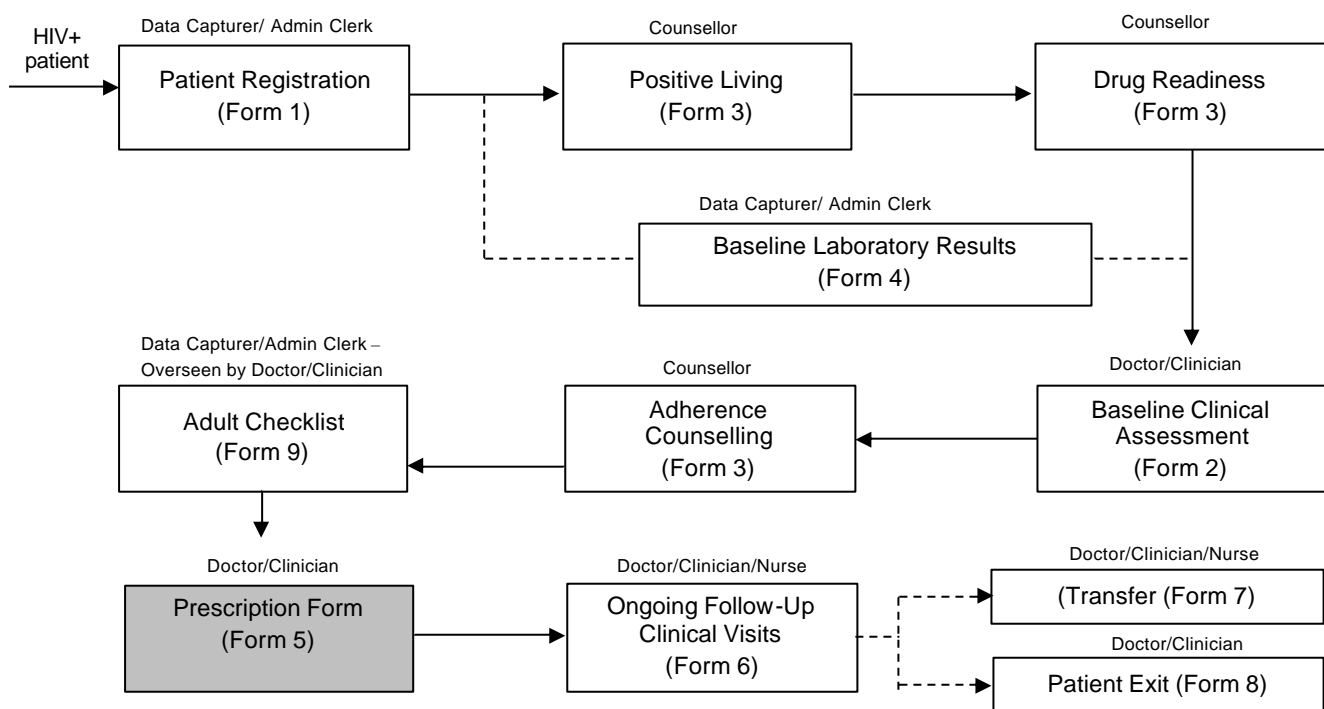 Data Capturer/ Admin Clerk
HIV+
patient
Patient Registration
(Form 1)
Counsellor
Positive Living
(Form 3)
Counsellor
Drug Readiness
(Form 3)
Data Capturer/ Admin Clerk
Baseline Laboratory Results
(Form 4)
Data Capturer/Admin Clerk –
Overseen by Doctor/Clinician
Adult Checklist
(Form 9)
Counsellor
Adherence
Counselling
(Form 3)
Doctor/Clinician
Baseline Clinical
Assessment
(Form 2)
Doctor/Clinician
Prescription Form
(Form 5)
Doctor/Clinician/Nurse
Ongoing Follow-Up
Clinical Visits
(Form 6)
Doctor/Clinician/Nurse
(Transfer (Form 7)
Doctor/Clinician
Patient Exit (Form 8)